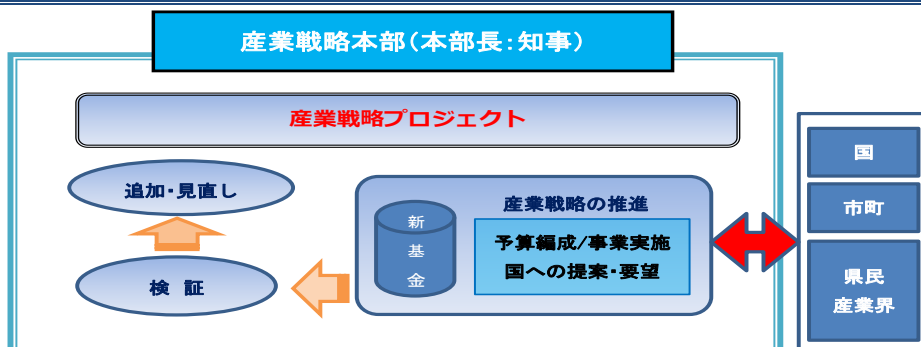 産業戦略本部(本部長:知事)
産業戦略プロジェクト
追加・見直し
検 証
新
基
金
産業戦略の推進
予算編成/事業実施
国への提案・要望
国
市町
県民
産業界